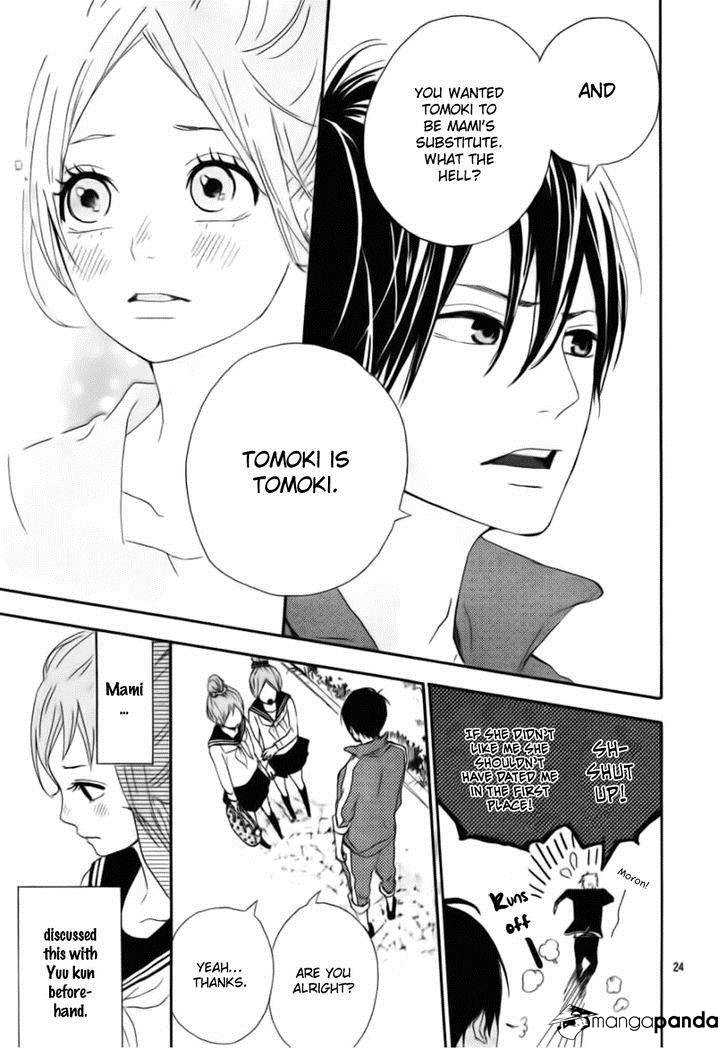 AND
YOU WANTED
TOMOKI TO
BE MAMI'S
SUBSTITUTE.
WHAT THE
HELL?
TOMOKI IS
TOMOKI.
SH-
SHUT
UP!
IF SHE DIDN'T
LIKE ME SHE
SHOULDN'T
HAVE DATED ME
IN THE FIRST
PLACE!
Moron!
Runs
off
ARE YOU
ALRIGHT?
YEAH...
THANKS.
Mami
...
discussed
this with
Yuu kun
before-
hand.
24
mangapanda